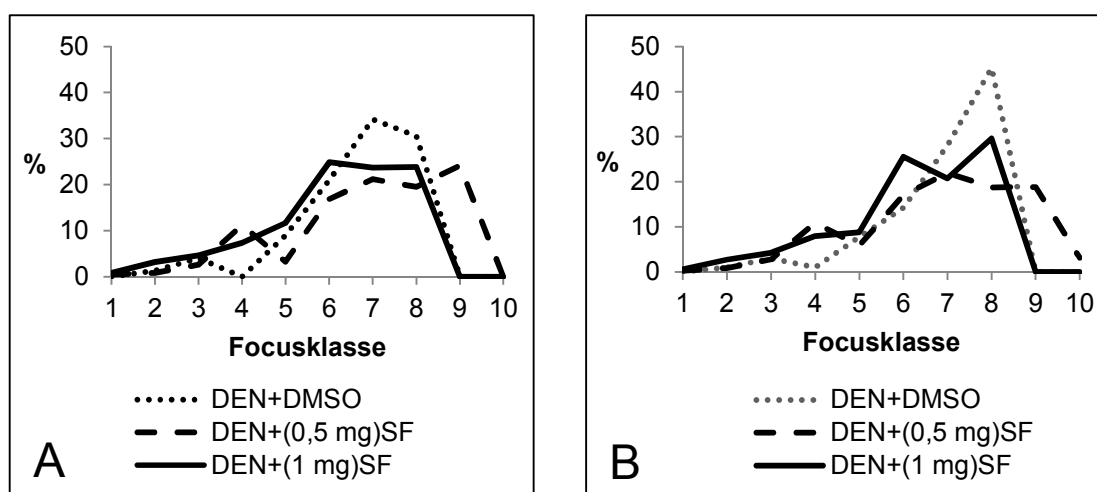 50
40
30
%
20
10
0
1 2 3 4 5 6 7 8 9 10
Focusklasse
DEN+DMSO
DEN+(0,5 mg)SF
DEN+(1 mg)SF
A
50
40
30
%
20
10
0
1 2 3 4 5 6 7 8 9 10
Focusklasse
DEN+DMSO
DEN+(0,5 mg)SF
DEN+(1 mg)SF
B